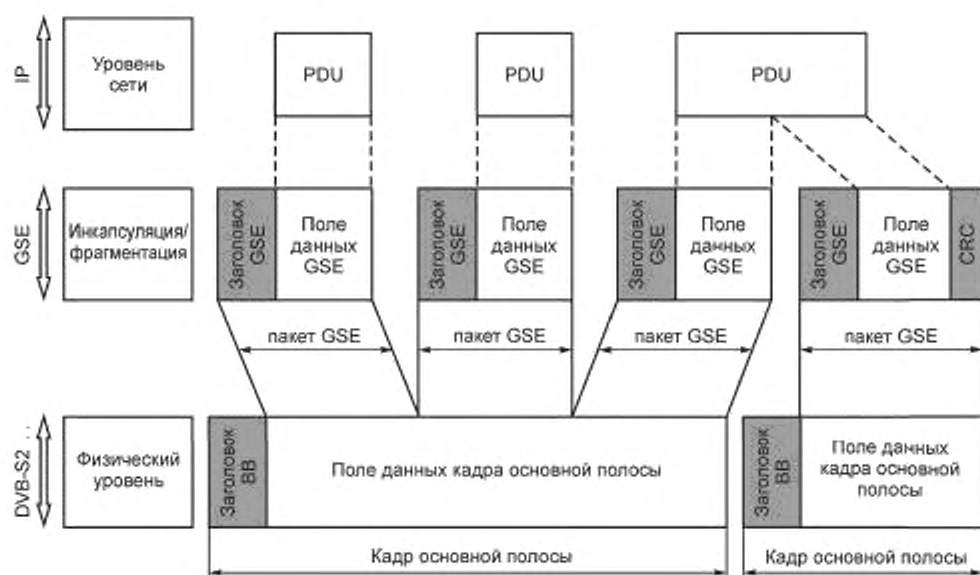 IP
Уровень
сети
PDU
PDU
PDU
GSE
Инкапсуляция/
фрагментация
Заголовок
GSE
Поле
данных
GSE
Заголовок
GSE
Поле
данных
GSE
Заголовок
GSE
Поле
данных
GSE
Заголовок
GSE
Поле
данных
GSE
CRC
пакет GSE
пакет GSE
пакет GSE
пакет GSE
DVB-S2 ..
Физический
уровень
Заголовок
BB
Поле данных кадра основной полосы
Заголовок
BB
Поле данных
кадра основной
полосы
Кадр основной полосы
Кадр основной полосы